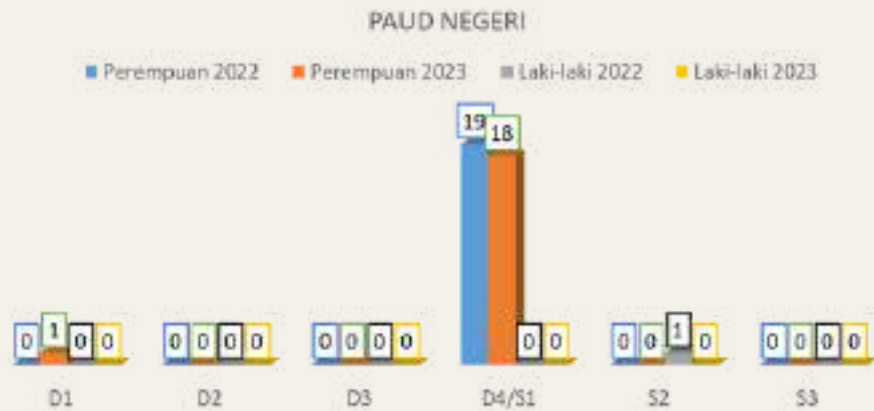 PAUD NEGERI
Perempuan 2022 Perempuan 2023 Laki-laki 2022 Laki-laki 2023
19 18
0 1 0 0 0 0 0 0 0 0 0 0 0 0 0 0 1 0 0 0 0 0
D1 D2 D3 D4/S1 S2 S3